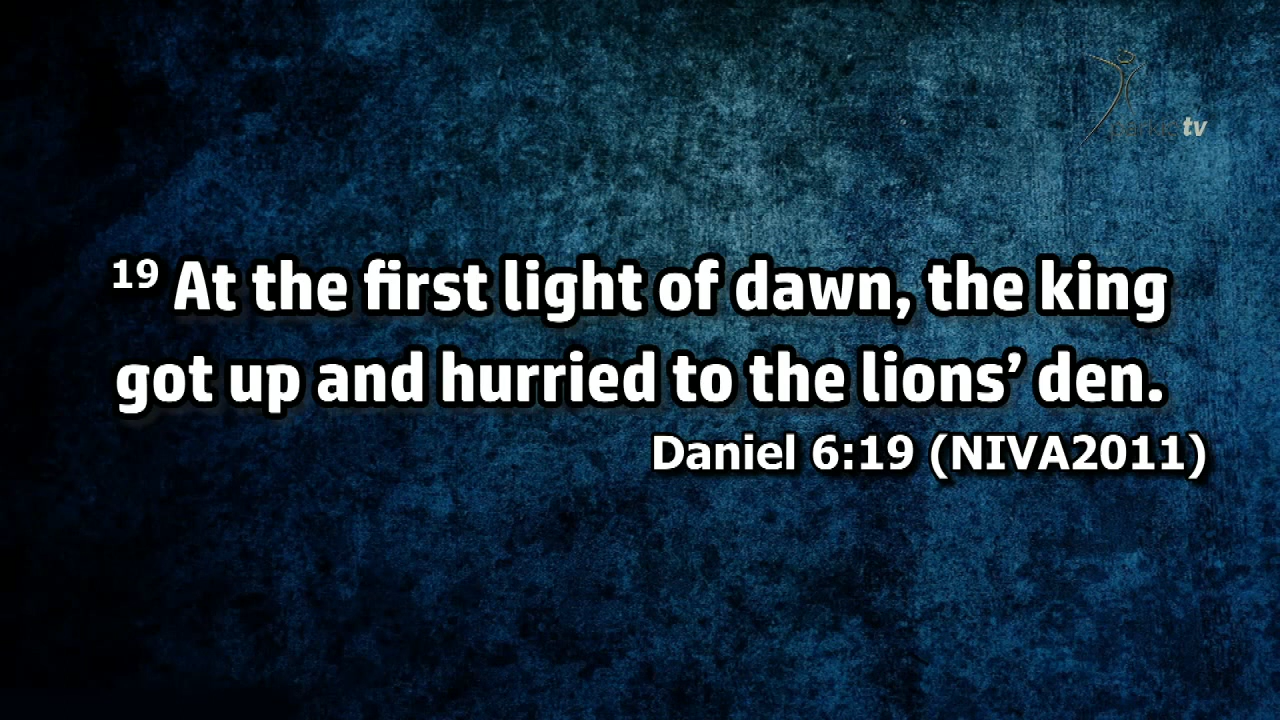 tv
¹⁹ At the first light of dawn, the king
got up and hurried to the lions’ den.
Daniel 6:19 (NIVA2011)